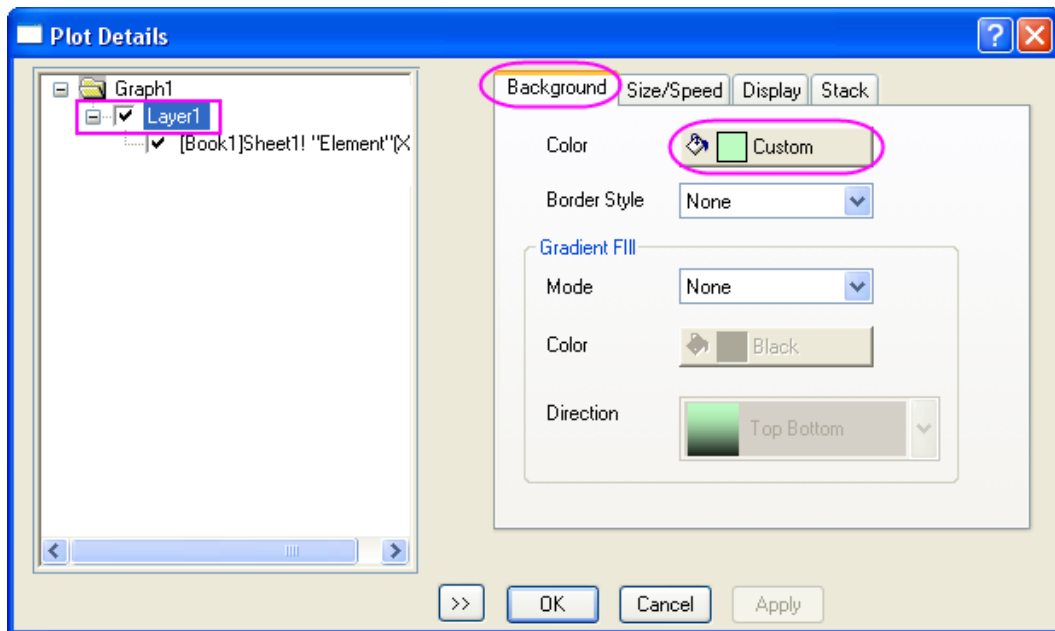 Plot Details
Graph1
Layer1
[Book1]Sheet1! "Element"(X
Background Size/Speed Display Stack
Color Custom
Border Style None
Gradient FIll
Mode None
Color Black
Direction Top Bottom
>> OK Cancel Apply